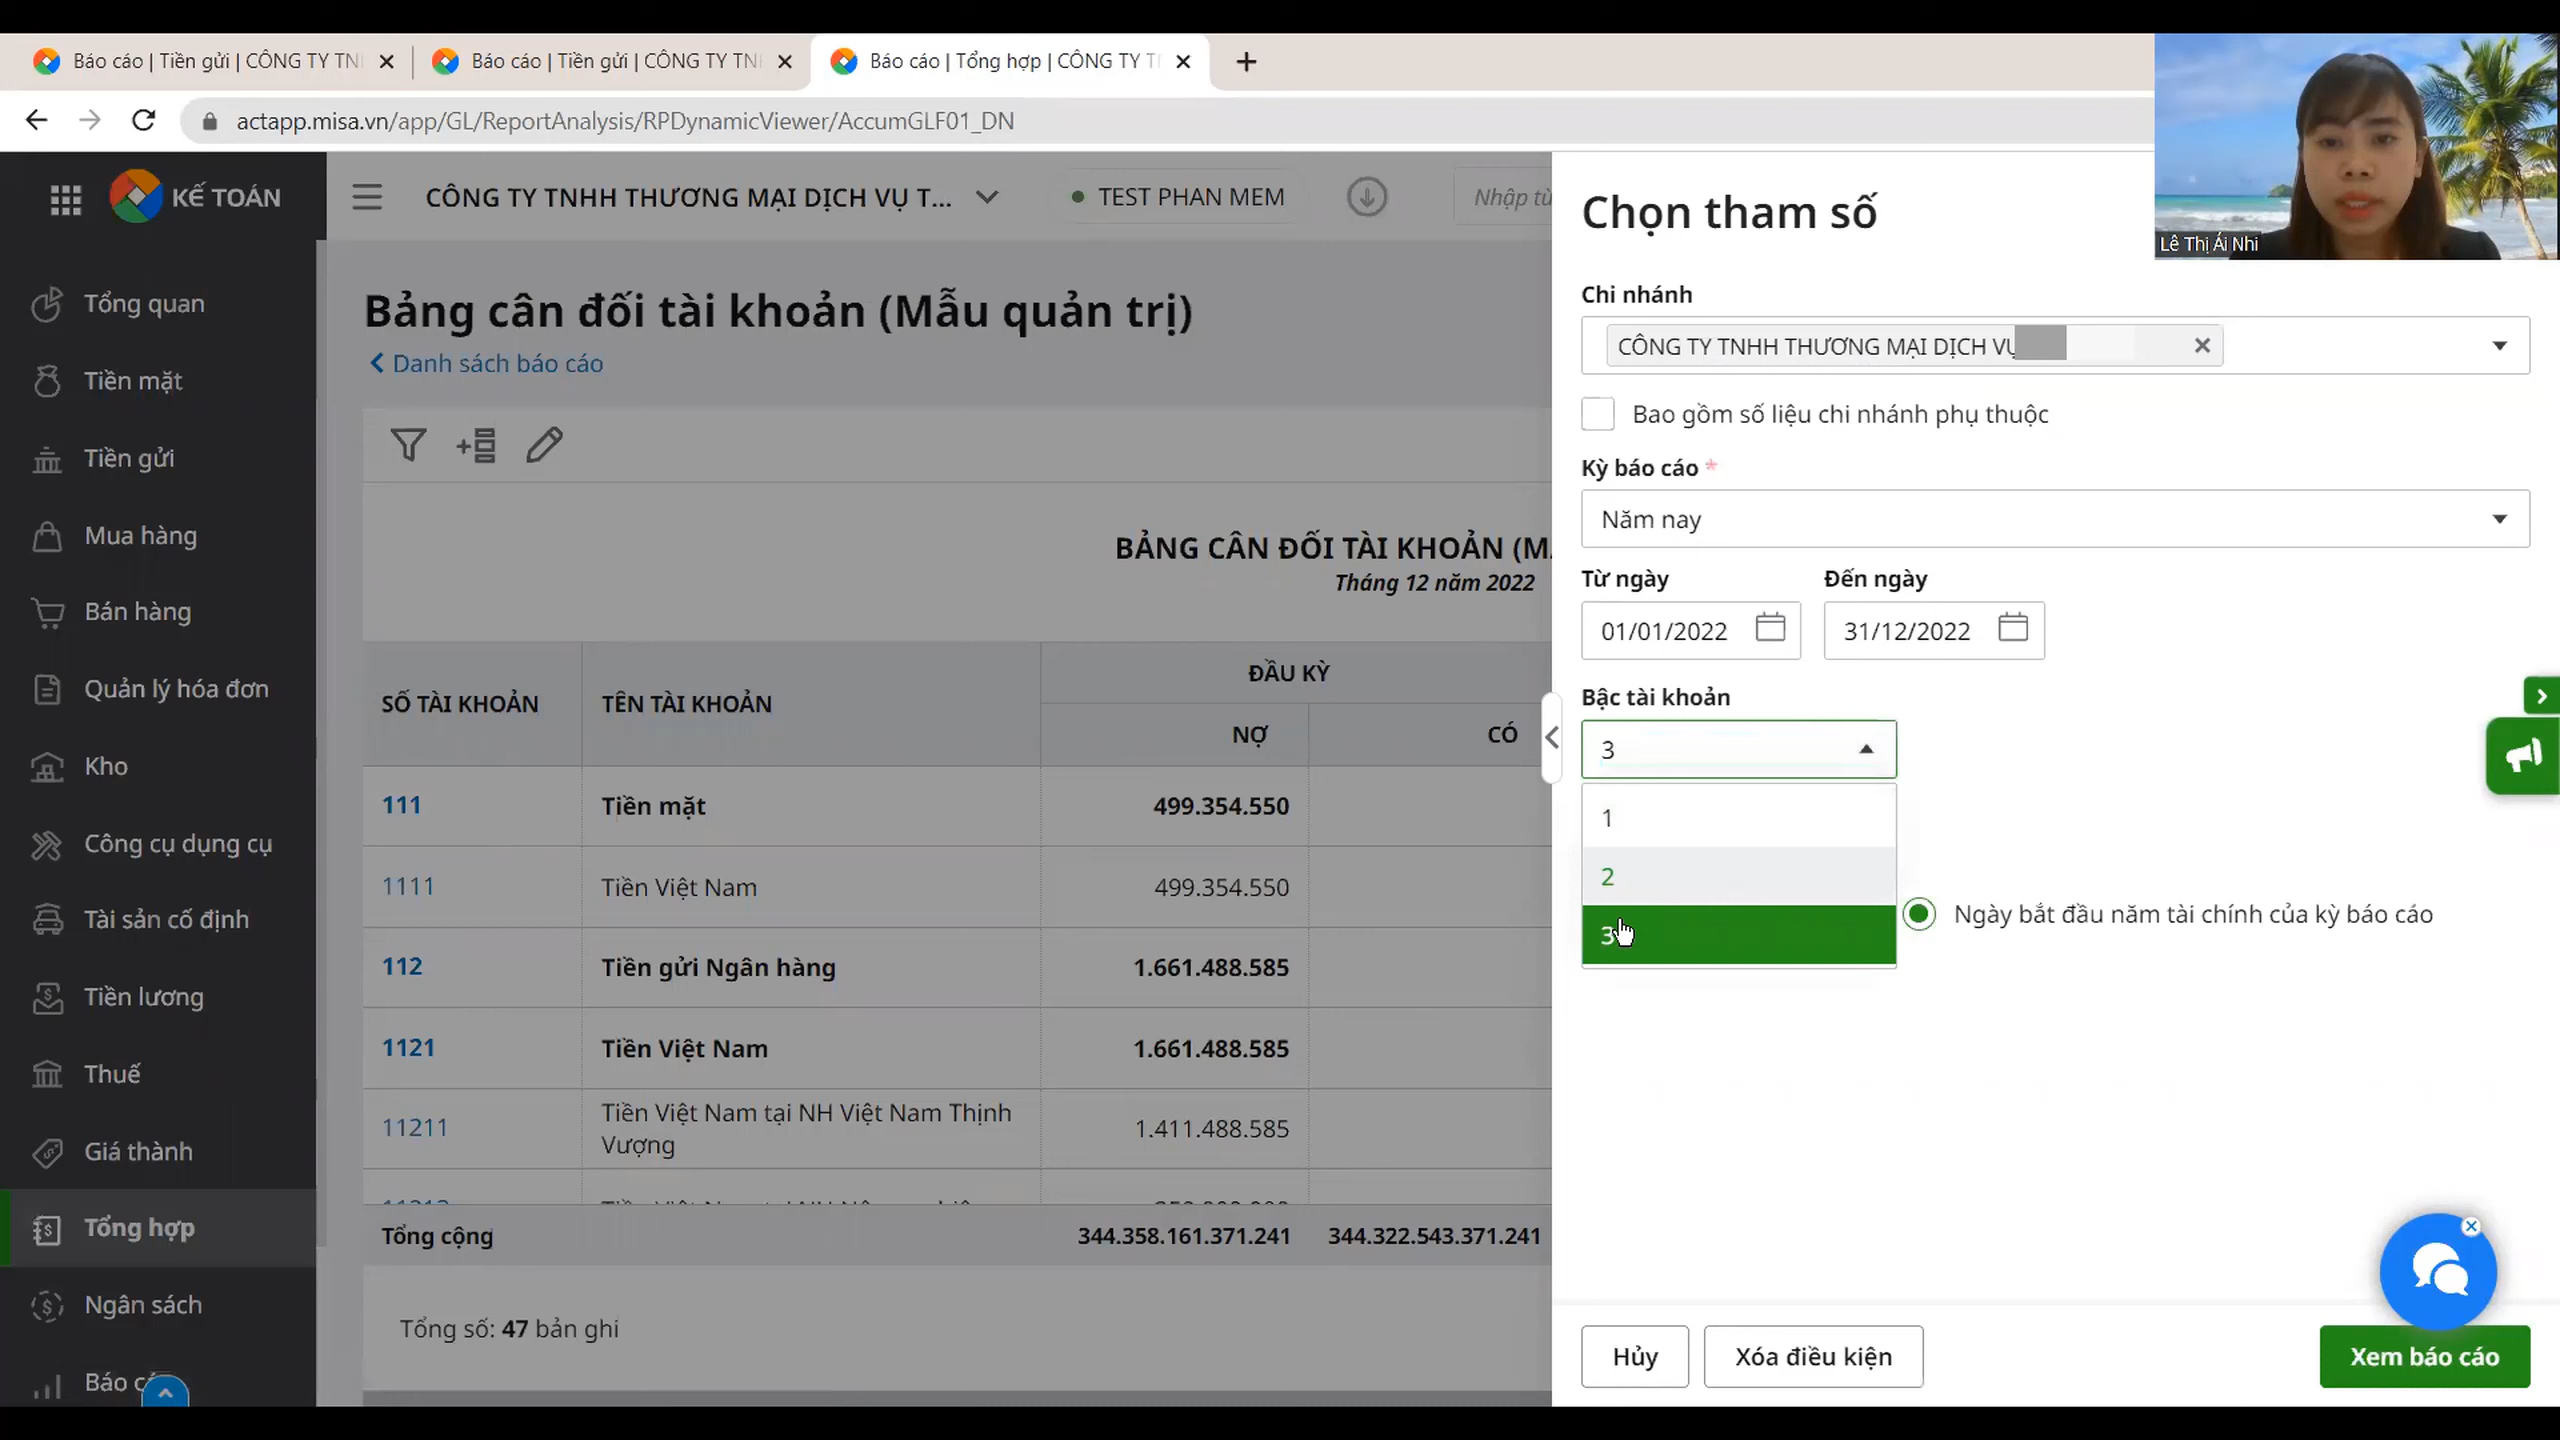 Báo cáo | Tiền gửi | CÔNG TY TNH
Báo cáo | Tiền gửi | CÔNG TY TNH
Báo cáo | Tổng hợp | CÔNG TY T
actapp.misa.vn/app/GL/ReportAnalysis/RPDynamicViewer/AccumGLF01_DN
KẾ TOÁN
CÔNG TY TNHH THƯƠNG MẠI DỊCH VỤ T...
TEST PHAN MEM
Nhập từ
Lê Thị Ái Nhi
Tổng quan
Tiền mặt
Tiền gửi
Mua hàng
Bán hàng
Quản lý hóa đơn
Kho
Công cụ dụng cụ
Tài sản cố định
Tiền lương
Thuế
Giá thành
Tổng hợp
Ngân sách
Báo
Bảng cân đối tài khoản (Mẫu quản trị)
Danh sách báo cáo
BẢNG CÂN ĐỐI TÀI KHOẢN
Tháng 12 năm 2022
SỐ TÀI KHOẢN
TÊN TÀI KHOẢN
ĐẦU KỲ
NỢ
CÓ
111 Tiền mặt 499.354.550
1111 Tiền Việt Nam 499.354.550
112 Tiền gửi Ngân hàng 1.661.488.585
1121 Tiền Việt Nam 1.661.488.585
11211 Tiền Việt Nam tại NH Việt Nam Thịnh Vượng 1.411.488.585
Tổng cộng 344.358.161.371.241 344.322.543.371.241
Tổng số: 47 bản ghi
Chọn tham số
Chi nhánh
CÔNG TY TNHH THƯƠNG MẠI DỊCH VỤ
Bao gồm số liệu chi nhánh phụ thuộc
Kỳ báo cáo *
Năm nay
Từ ngày
Đến ngày
01/01/2022
31/12/2022
Bậc tài khoản
3
1
2
3
Ngày bắt đầu năm tài chính của kỳ báo cáo
Hủy
Xóa điều kiện
Xem báo cáo